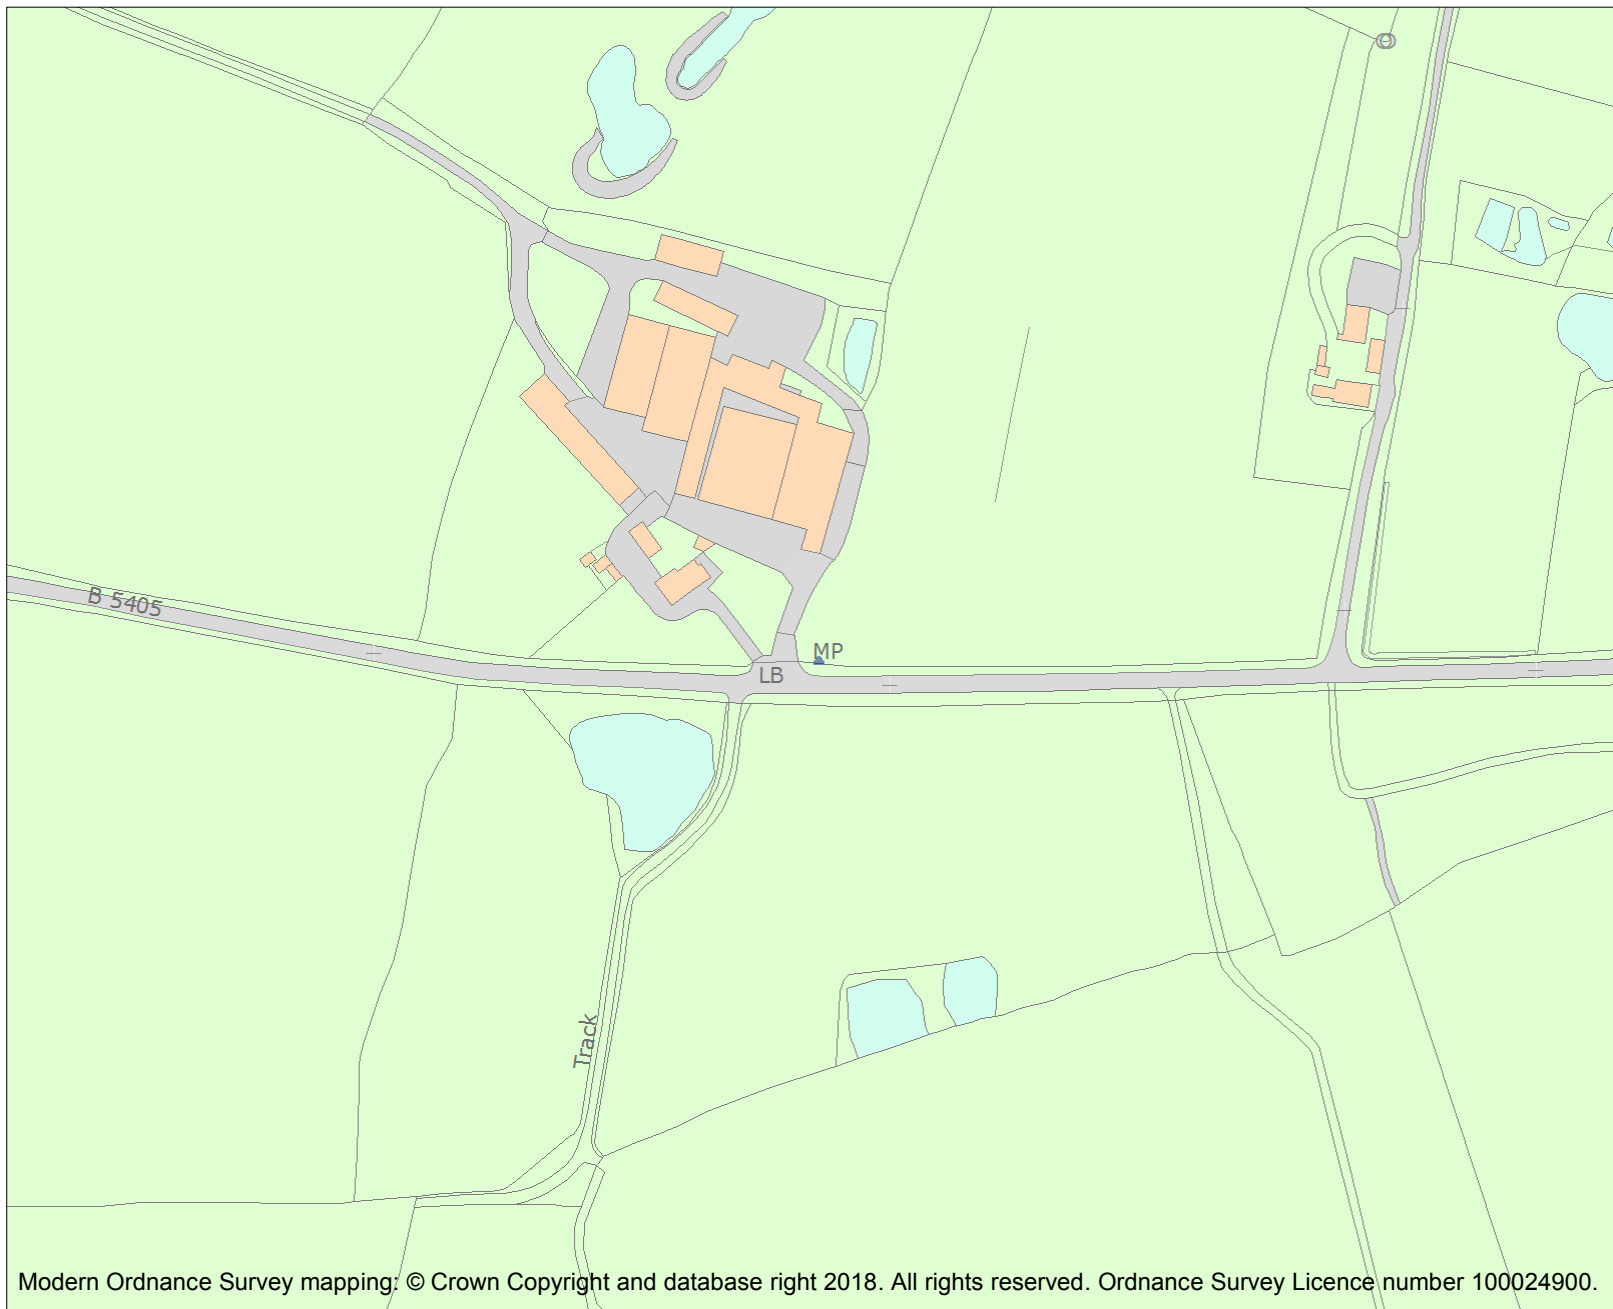 B 5405
MP
LB
Track
Modern Ordnance Survey mapping: © Crown Copyright and database right 2018. All rights reserved. Ordnance Survey Licence number 100024900.